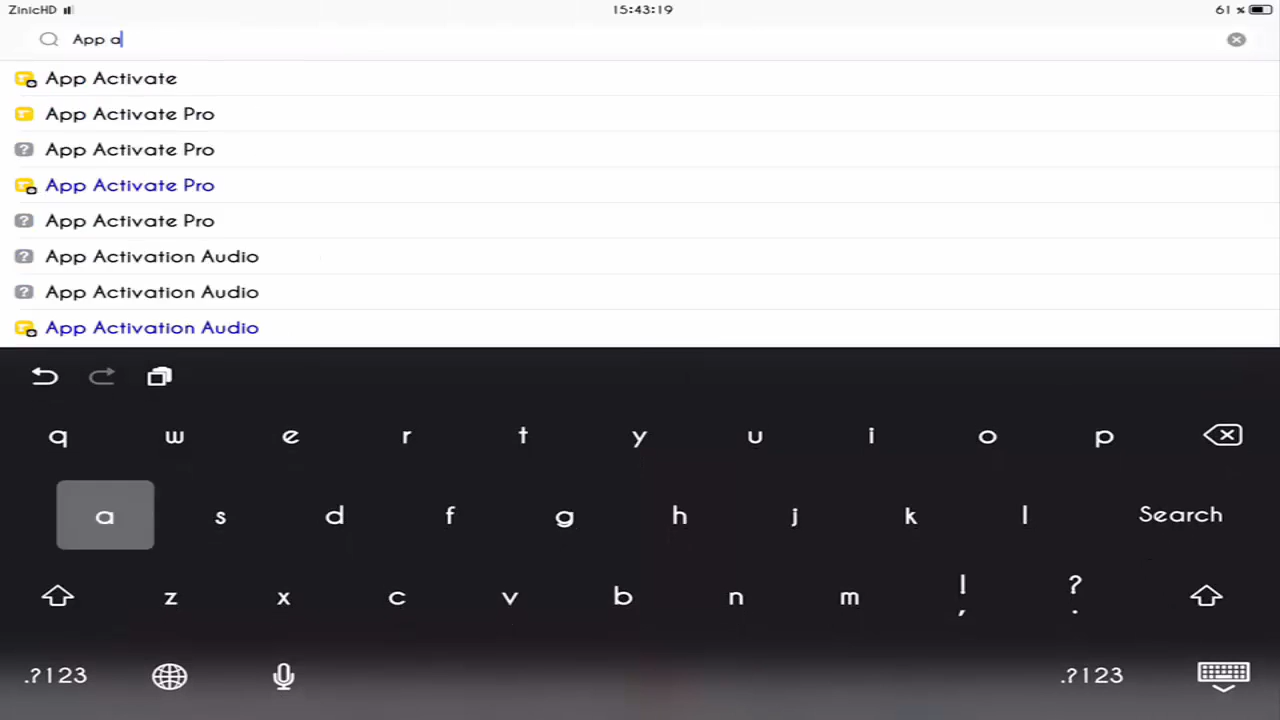 ZinicHD 15:43:19 61 %
App a
App Activate
App Activate Pro
App Activate Pro
App Activate Pro
App Activate Pro
App Activation Audio
App Activation Audio
App Activation Audio
q w e r t y u i o p
a s d f g h j k l Search
z x c v b n m ! , ? .
.?123 .?123